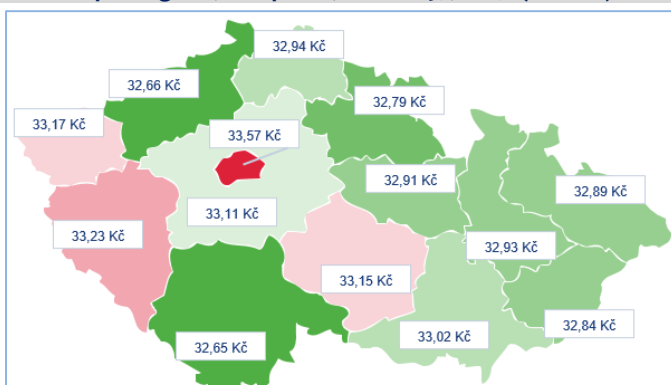 32,94 Kč
32,66 Kč
32,79 Kč
33,17 Kč
33,57 Kč
32,91 Kč
32,89 Kč
33,11 Kč
33,23 Kč
32,93 Kč
33,15 Kč
32,84 Kč
33,02 Kč
32,65 Kč